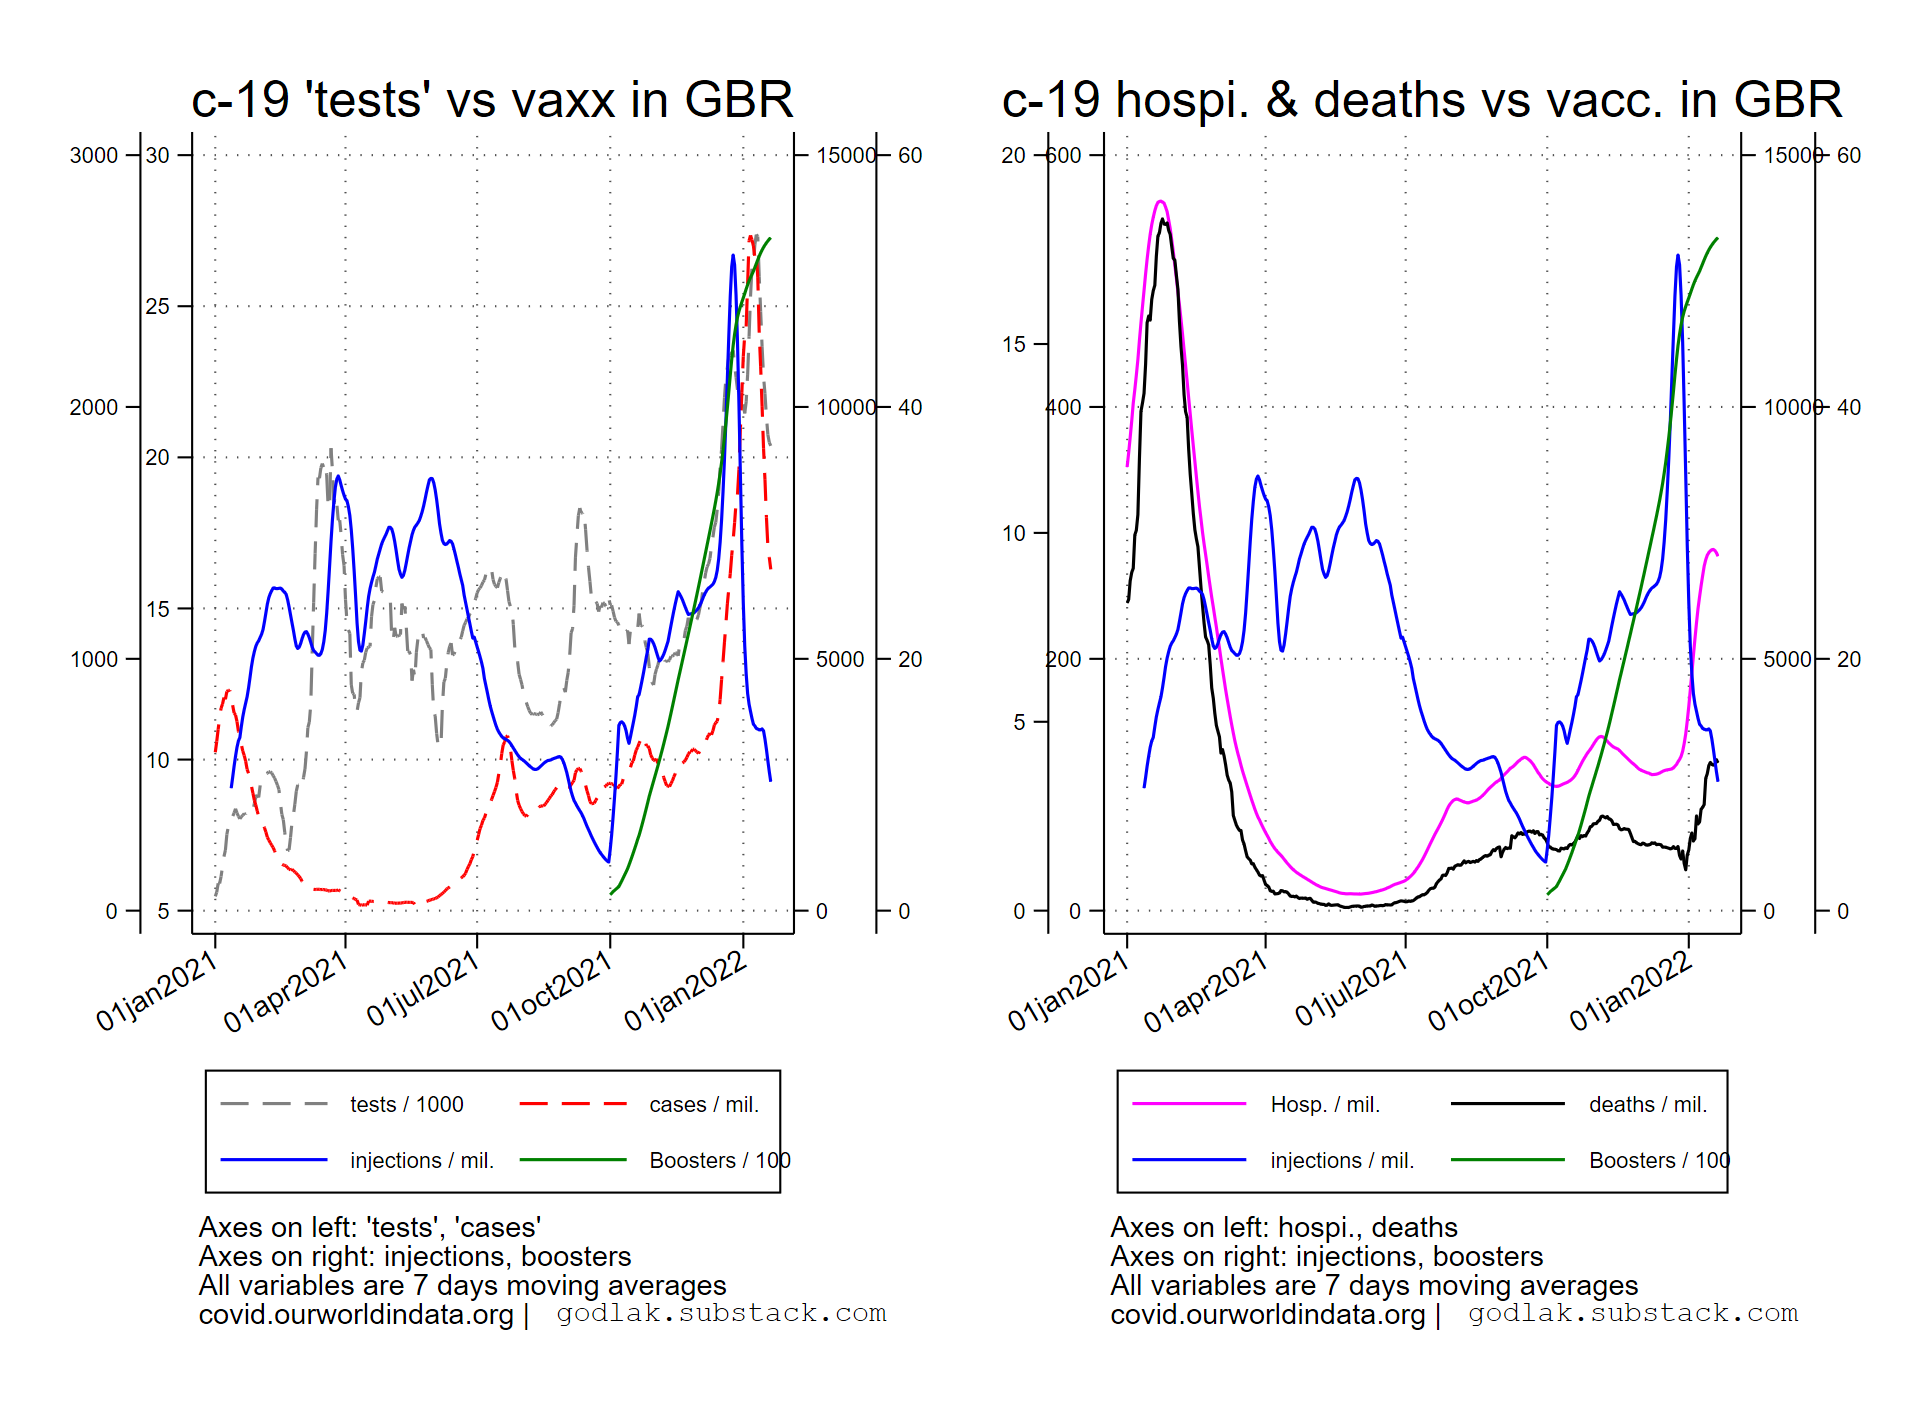 c-19 'tests' vs vaxx in GBR
3000
2000
1000
0
30
25
20
15
10
5
15000
10000
5000
0
60
40
20
0
01jan2021
01apr2021
01jul2021
01oct2021
01jan2022
tests / 1000
cases / mil.
injections / mil.
Boosters / 100
Axes on left: 'tests', 'cases'
Axes on right: injections, boosters
All variables are 7 days moving averages
covid.ourworldindata.org | godlak.substack.com
c-19 hospi. & deaths vs vacc. in GBR
20
15
10
5
0
600
400
200
0
15000
10000
5000
0
60
40
20
0
01jan2021
01apr2021
01jul2021
01oct2021
01jan2022
Hosp. / mil.
deaths / mil.
injections / mil.
Boosters / 100
Axes on left: hospi., deaths
Axes on right: injections, boosters
All variables are 7 days moving averages
covid.ourworldindata.org | godlak.substack.com